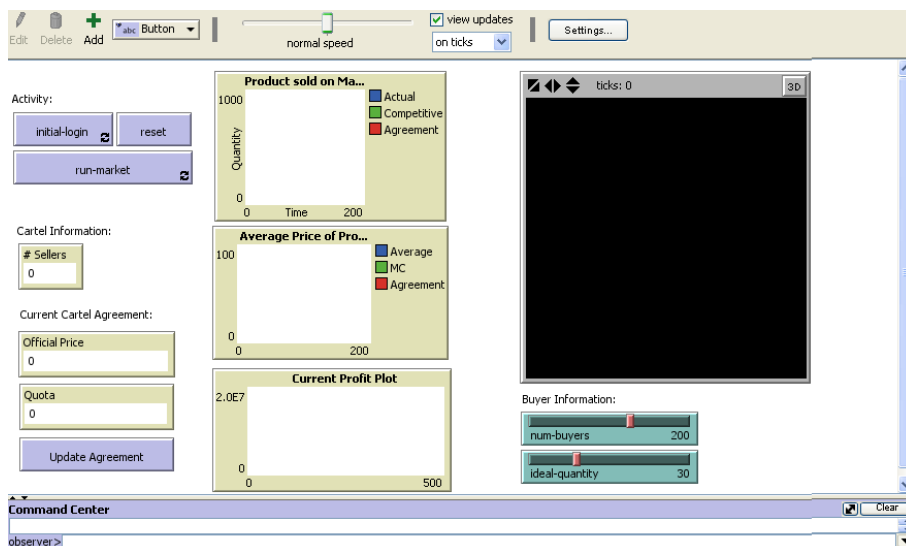 Edit Delete Add abc Button normal speed view updates on ticks Settings...
Activity:
initial-login reset
run-market
Cartel Information:
# Sellers
0
Current Cartel Agreement:
Official Price
0
Quota
0
Update Agreement
Product sold on Ma...
1000
Quantity
0
0 Time 200
Actual
Competitive
Agreement
Average Price of Pro...
100
0
0 200
Average
MC
Agreement
Current Profit Plot
2.0E7
0
0 500
ticks: 0 3D
Buyer Information:
num-buyers 200
ideal-quantity 30
Command Center Clear
observer>